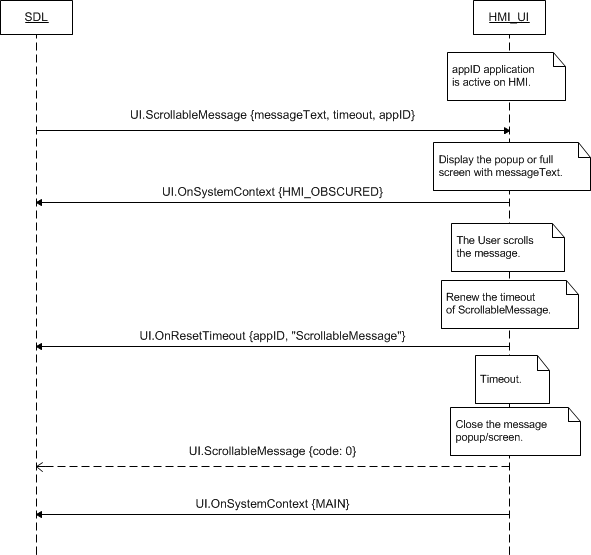 SDL
HMI_UI
appID application
is active on HMI.
UI.ScrollableMessage {messageText, timeout, appID}
Display the popup or full
screen with messageText.
UI.OnSystemContext {HMI_OBSCURED}
The User scrolls
the message.
Renew the timeout
of ScrollableMessage.
UI.OnResetTimeout {appID, "ScrollableMessage"}
Timeout.
Close the message
popup/screen.
UI.ScrollableMessage {code: 0}
UI.OnSystemContext {MAIN}